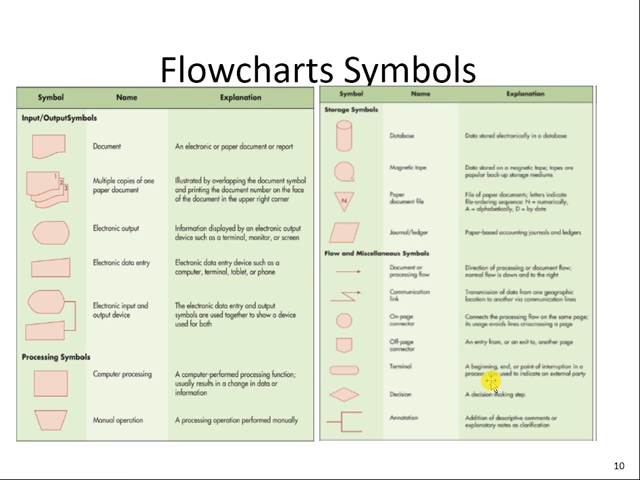 Flowcharts Symbols
Symbol Name Explanation
Input/OutputSymbols
Document An electronic or paper document or report
Multiple copies of one
paper document
Illustrated by overlapping the document symbol
and printing the document number on the face
of the document in the upper right corner
1
2
3
Electronic output
Information displayed by an electronic output
device such as a terminal, monitor, or screen
Electronic data entry
Electronic data entry device such as a
computer, terminal, tablet, or phone
Electronic input and
output device
The electronic data entry and output
symbols are used together to show a device
used for both
Processing Symbols
Computer processing
A computer-performed processing function;
usually results in a change in data or
information
Manual operation A processing operation performed manually
Symbol Name Explanation
Storage Symbols
Database Data stored electronically in a database
Magnetic tape
Data stored on a magnetic tape; tapes are
popular back-up storage mediums
N
Paper
document file
File of paper documents; letters indicate
file-ordering sequence: N = numerically,
A = alphabetically, D = by date
Journal/ledger Paper-based accounting journals and ledgers
Flow and Miscellaneous Symbols
Document or
processing flow
Direction of processing or document flow;
normal flow is down and to the right
Communication
link
Transmission of data from one geographic
location to another via communication lines
On-page
connector
Connects the processing flow on the same page;
its usage avoids lines crisscrossing a page
Off-page
connector
An entry from, or an exit to, another page
Terminal
A beginning, end, or point of interruption in a
used to indicate an external party
Decision A decision-making step
Annotation
Addition of descriptive comments or
explanatory notes as clarification
10